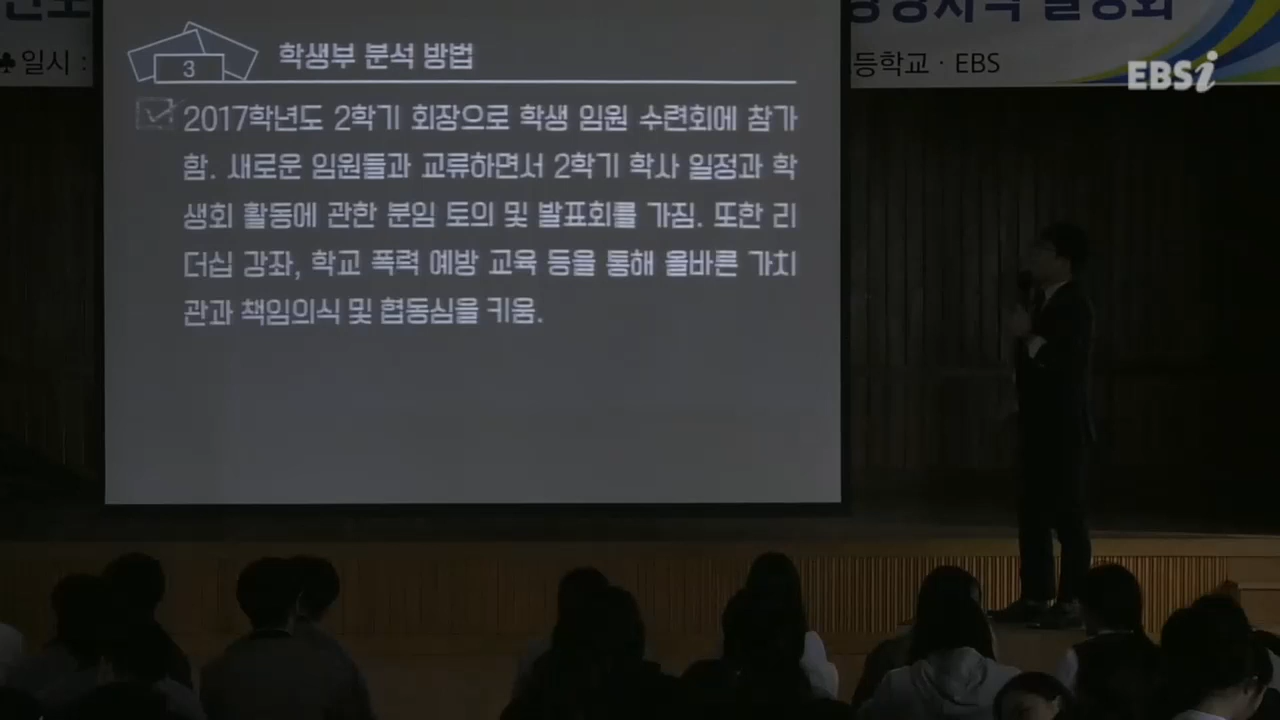 일시 :
등학교 · EBS
EBSi
3
학생부 분석 방법
2017학년도 2학기 회장으로 학생 임원 수련회에 참가
함. 새로운 임원들과 교류하면서 2학기 학사 일정과 학
생회 활동에 관한 분임 토의 및 발표회를 가짐. 또한 리
더십 강좌, 학교 폭력 예방 교육 등을 통해 올바른 가치
관과 책임의식 및 협동심을 키움.